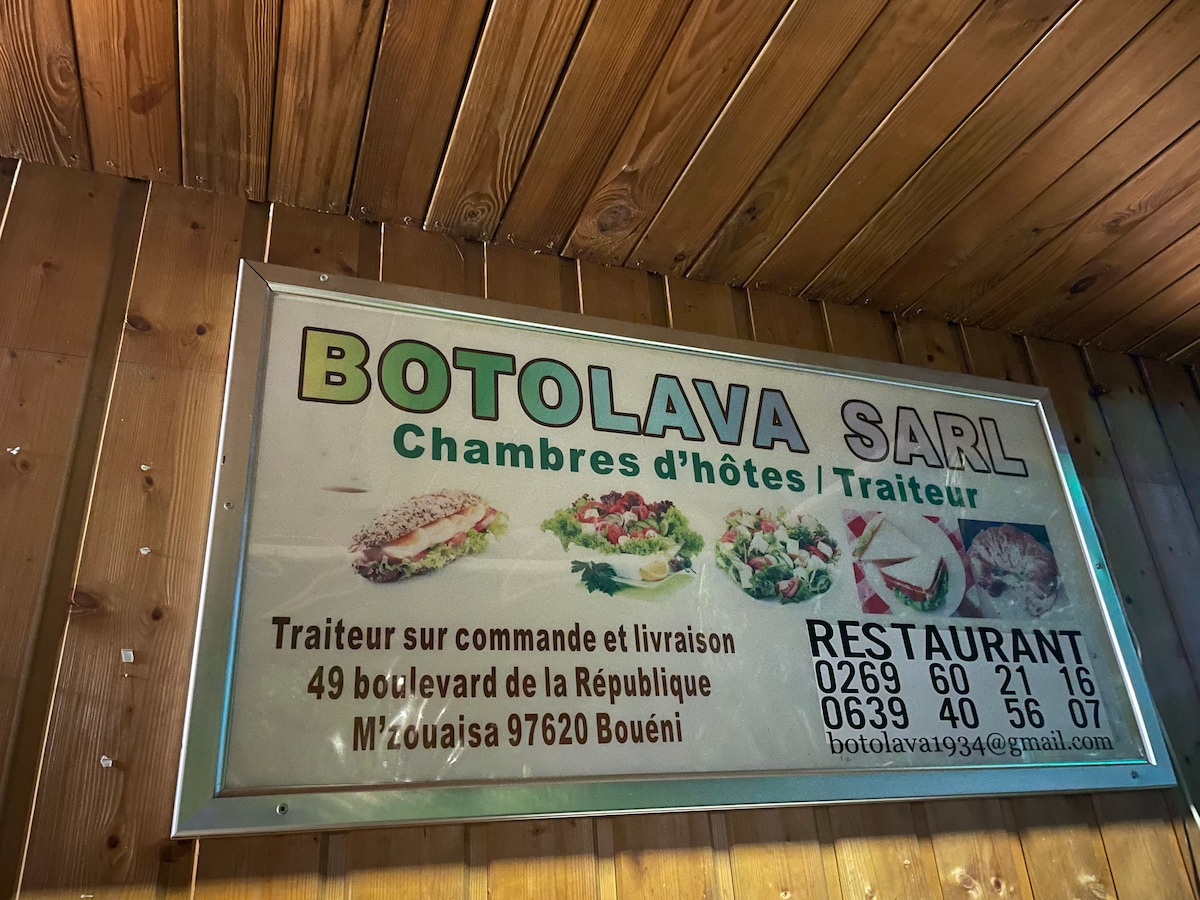 BOTOLAVA SARL
Chambres d'hôtes / Traiteur
Traiteur sur commande et livraison
49 boulevard de la République
M'zouaisa 97620 Bouéni
RESTAURANT
0269 60 21 16
0639 40 56 07
botolava1934@gmail.com